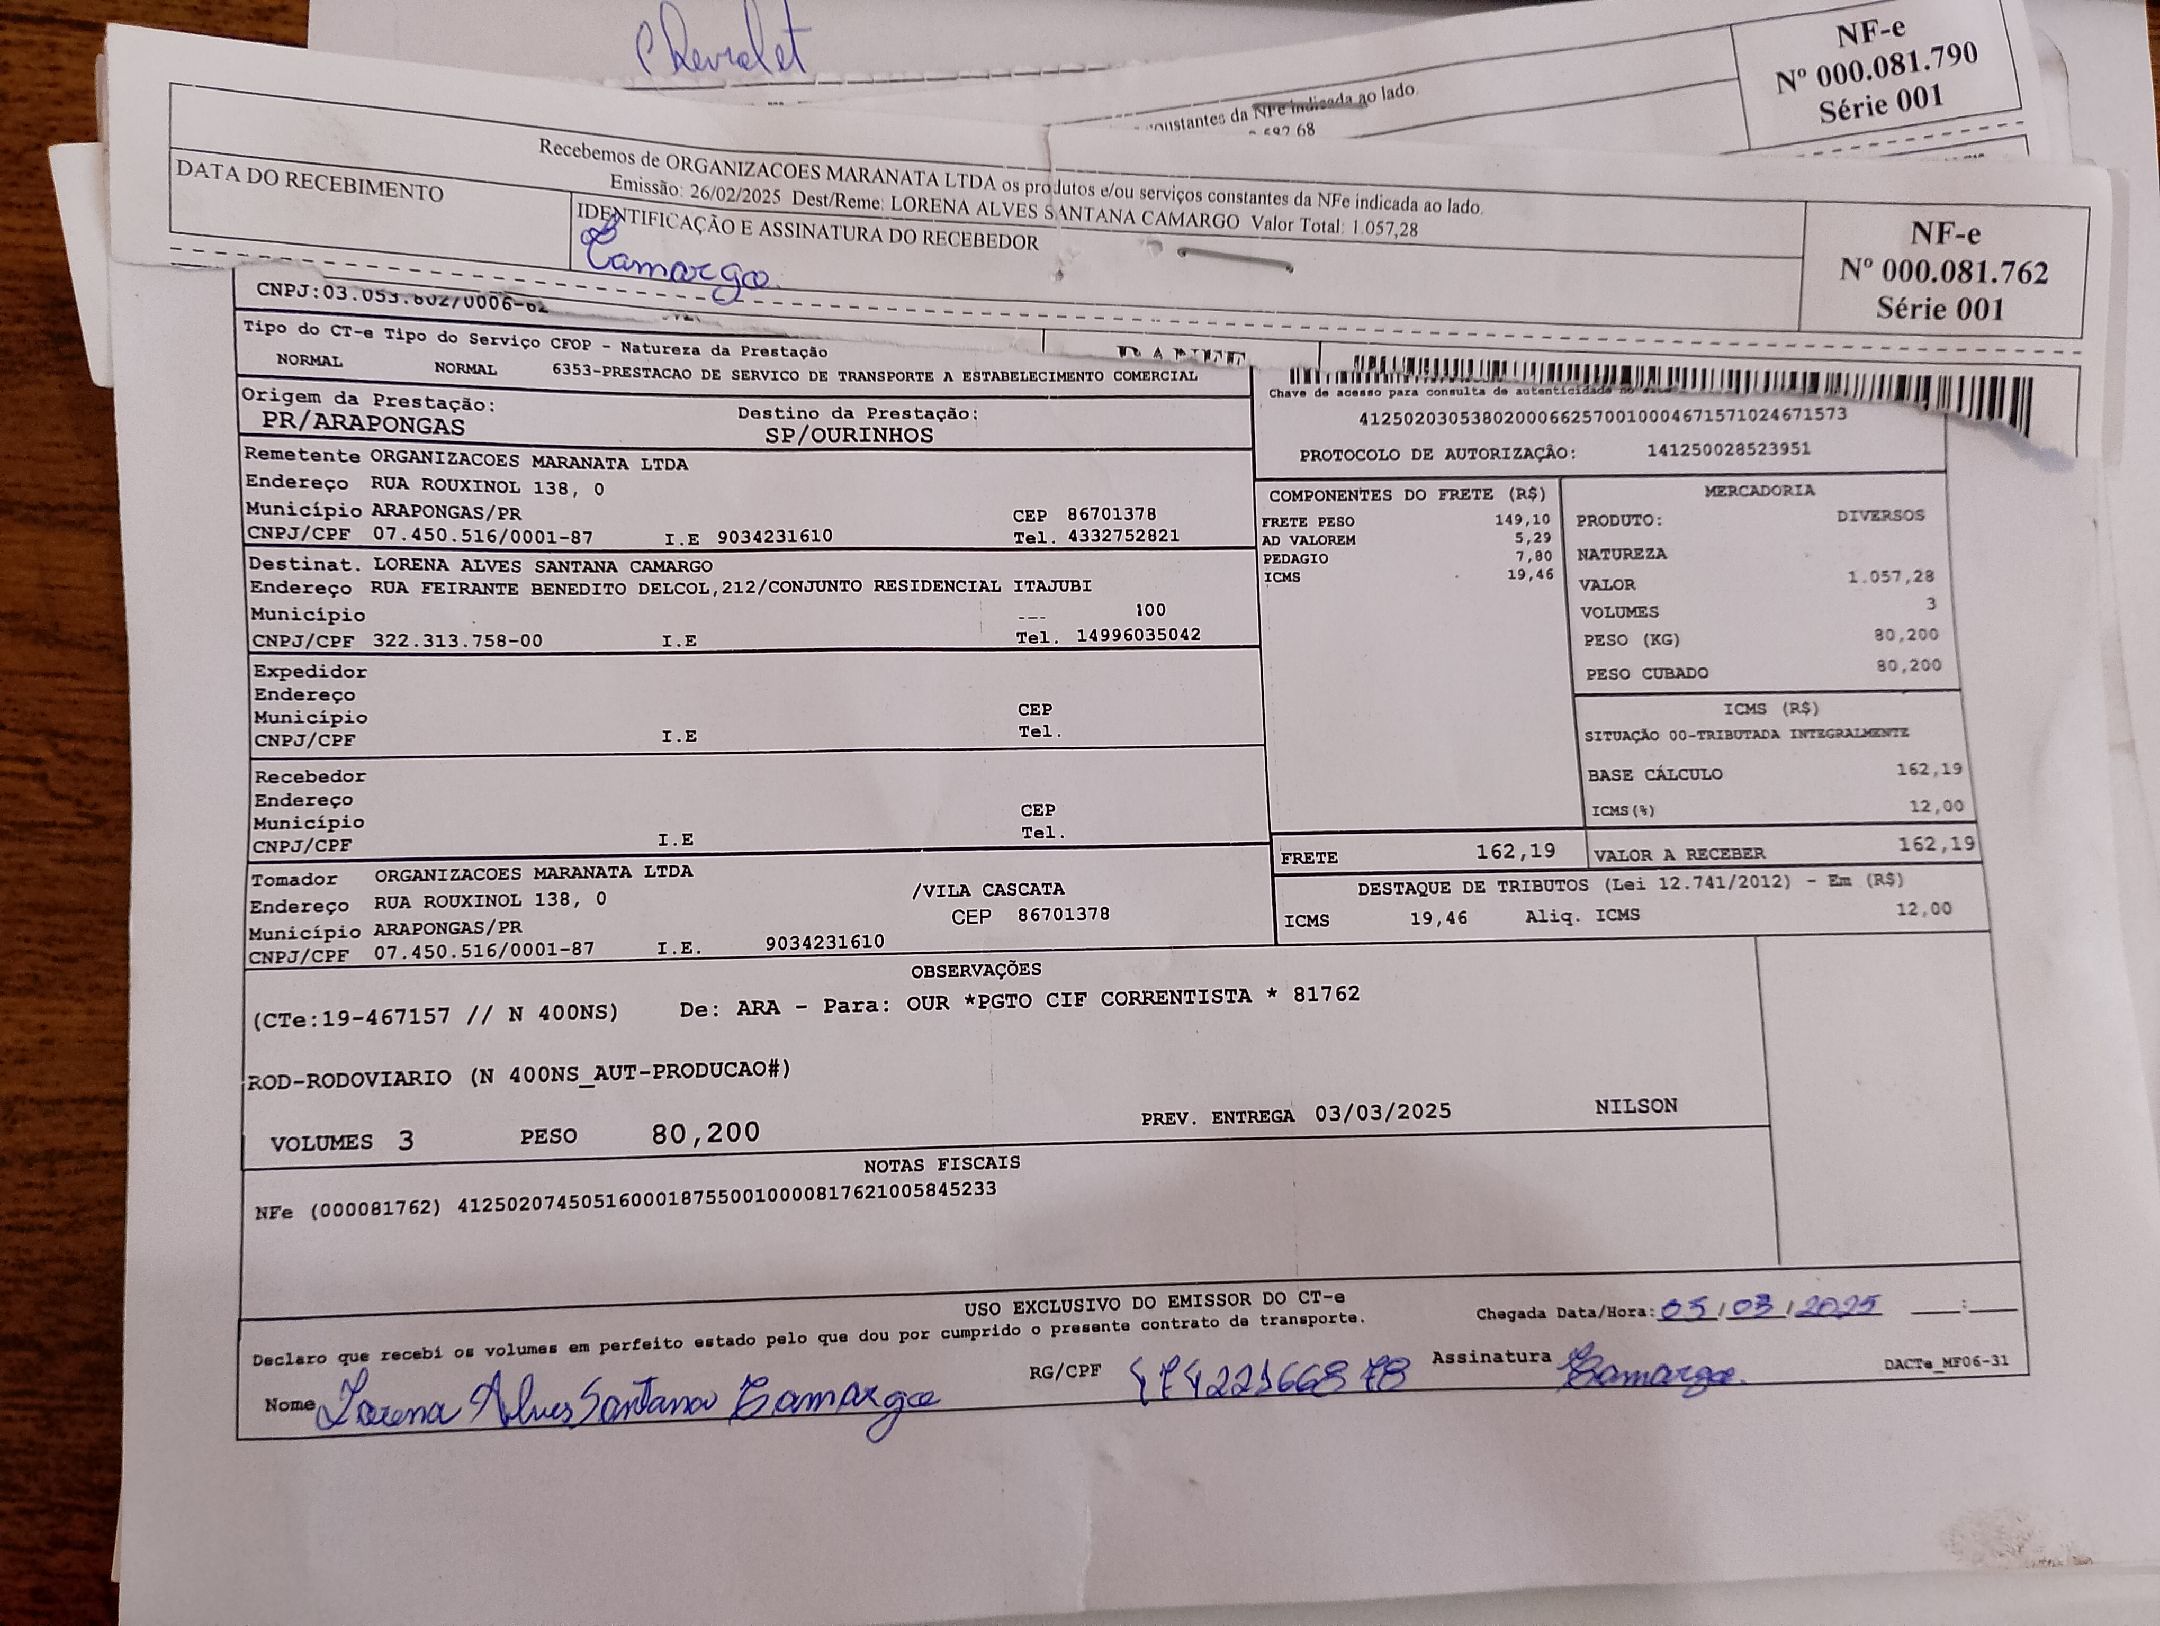 Chevrolet
constantes da NFe indicada ao lado.
NF-e
Nº 000.081.790
Série 001
Recebemos de ORGANIZACOES MARANATA LTDA os produtos e/ou serviços constantes da NFe indicada ao lado.
Emissão: 26/02/2025 Dest/Reme: LORENA ALVES SANTANA CAMARGO Valor Total: 1.057,28
DATA DO RECEBIMENTO
IDENTIFICAÇÃO E ASSINATURA DO RECEBEDOR
Camargo
NF-e
Nº 000.081.762
Série 001
CNPJ:03.053.802/0006-62
Tipo do CT-e Tipo do Serviço CFOP - Natureza da Prestação
NORMAL NORMAL 6353-PRESTACAO DE SERVICO DE TRANSPORTE A ESTABELECIMENTO COMERCIAL
Origem da Prestação: Destino da Prestação:
PR/ARAPONGAS SP/OURINHOS
Chave de acesso para consulta de autenticidade no
41250203053802000662570010004671571024671573
PROTOCOLO DE AUTORIZAÇÃO: 141250028523951
Remetente ORGANIZACOES MARANATA LTDA
Endereço RUA ROUXINOL 138, 0
Município ARAPONGAS/PR CEP 86701378
CNPJ/CPF 07.450.516/0001-87 I.E 9034231610 Tel. 4332752821
Destinat. LORENA ALVES SANTANA CAMARGO
Endereço RUA FEIRANTE BENEDITO DELCOL,212/CONJUNTO RESIDENCIAL ITAJUBI
Município 100
CNPJ/CPF 322.313.758-00 I.E Tel. 14996035042
Expedidor
Endereço
Município CEP
CNPJ/CPF I.E Tel.
Recebedor
Endereço
Município CEP
CNPJ/CPF I.E Tel.
Tomador ORGANIZACOES MARANATA LTDA
Endereço RUA ROUXINOL 138, 0 /VILA CASCATA
Município ARAPONGAS/PR CEP 86701378
CNPJ/CPF 07.450.516/0001-87 I.E. 9034231610
COMPONENTES DO FRETE (R$)
FRETE PESO 149,10
AD VALOREM 5,29
PEDAGIO 7,80
ICMS 19,46
MERCADORIA
PRODUTO: DIVERSOS
NATUREZA
VALOR 1.057,28
VOLUMES 3
PESO (KG) 80,200
PESO CUBADO 80,200
ICMS (R$)
SITUAÇÃO 00-TRIBUTADA INTEGRALMENTE
BASE CÁLCULO 162,19
ICMS(%) 12,00
FRETE 162,19 VALOR A RECEBER 162,19
DESTAQUE DE TRIBUTOS (Lei 12.741/2012) - Em (R$)
ICMS 19,46 Aliq. ICMS 12,00
OBSERVAÇÕES
(CTe:19-467157 // N 400NS) De: ARA - Para: OUR *PGTO CIF CORRENTISTA * 81762
ROD-RODOVIARIO (N 400NS_AUT-PRODUCAO#)
VOLUMES 3 PESO 80,200 PREV. ENTREGA 03/03/2025 NILSON
NOTAS FISCAIS
NFe (000081762) 41250207450516000187550010000817621005845233
USO EXCLUSIVO DO EMISSOR DO CT-e
Declaro que recebi os volumes em perfeito estado pelo que dou por cumprido o presente contrato de transporte.
Chegada Data/Hora: 05/03/2025 __:__
Nome Lorena Alves Santana Camargo RG/CPF Assinatura Camargo.
DACTe_MF06-31